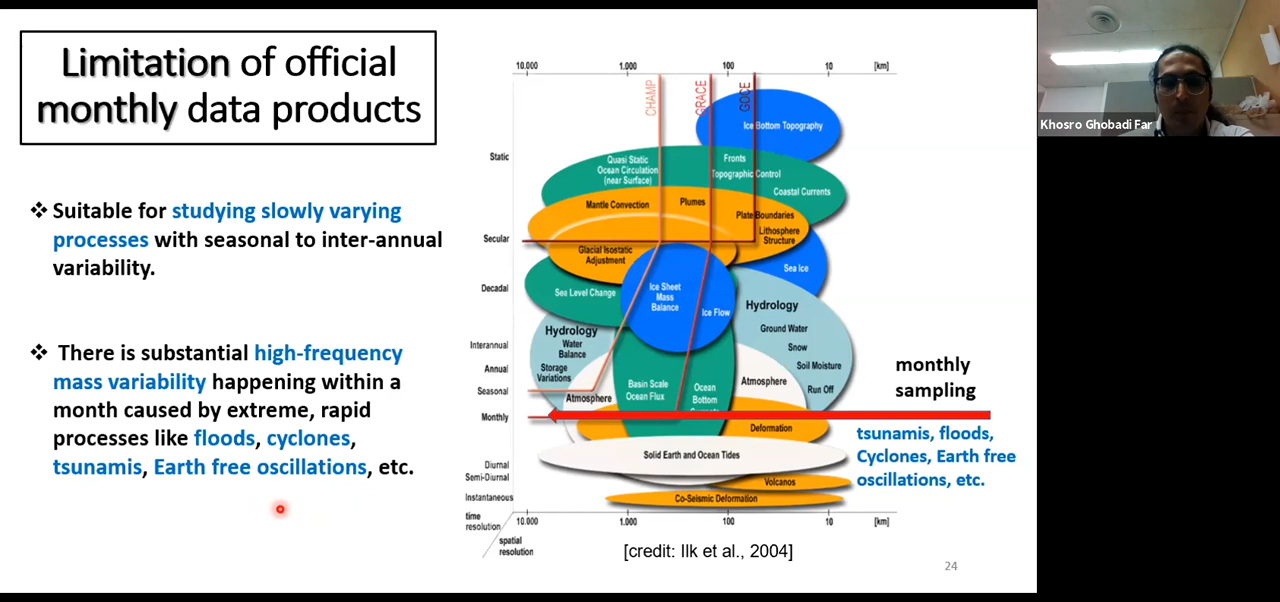 Limitation of official
monthly data products
❖ Suitable for studying slowly varying
processes with seasonal to inter-annual
variability.
❖ There is substantial high-frequency
mass variability happening within a
month caused by extreme, rapid
processes like floods, cyclones,
tsunamis, Earth free oscillations, etc.
10.000 1.000 100 10 [km]
CHAMP
GRACE
GOCE
Ice Bottom Topography
Static
Quasi Static
Ocean Circulation
(near Surface)
Fronts
Topographic Control
Coastal Currents
Mantle Convection
Plumes
Plate Boundaries
Lithosphere
Structure
Secular
Glacial Isostatic
Adjustment
Sea Ice
Decadal
Sea Level Change
Ice Sheet
Mass
Balance
Ice Flow
Hydrology
Ground Water
Snow
Soil Moisture
Run Off
Hydrology
Water
Balance
Storage
Variations
Interannual
Annual
Seasonal
Atmosphere
Basin Scale
Ocean Flux
Ocean
Bottom
Atmosphere
monthly
sampling
Monthly
Deformation
tsunamis, floods,
Cyclones, Earth free
oscillations, etc.
Solid Earth and Ocean Tides
Diurnal
Semi-Diurnal
Volcanos
Instantaneous
Co-Seismic Deformation
time
resolution
10.000 1.000 100 10 [km]
spatial
resolution
[credit: Ilk et al., 2004]
24
Khosro Ghobadi Far